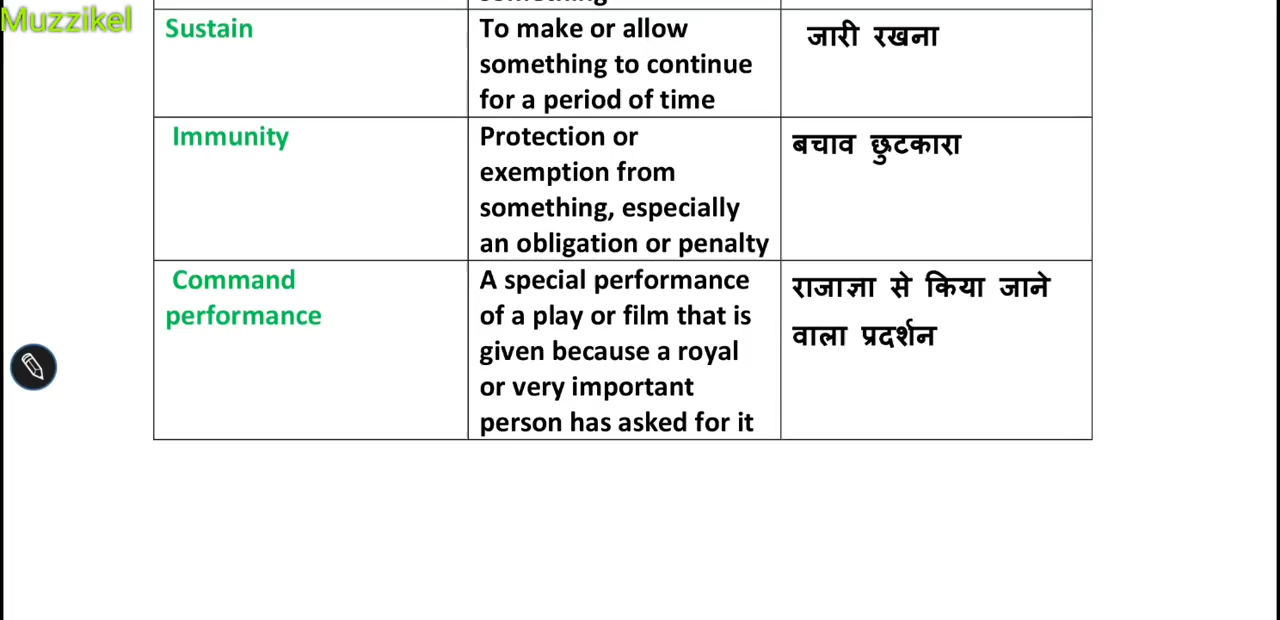 Muzzikel
something
Sustain
To make or allow
something to continue
for a period of time
जारी रखना
Immunity
Protection or
exemption from
something, especially
an obligation or penalty
बचाव छुटकारा
Command
performance
A special performance
of a play or film that is
given because a royal
or very important
person has asked for it
राजाज्ञा से किया जाने
वाला प्रदर्शन